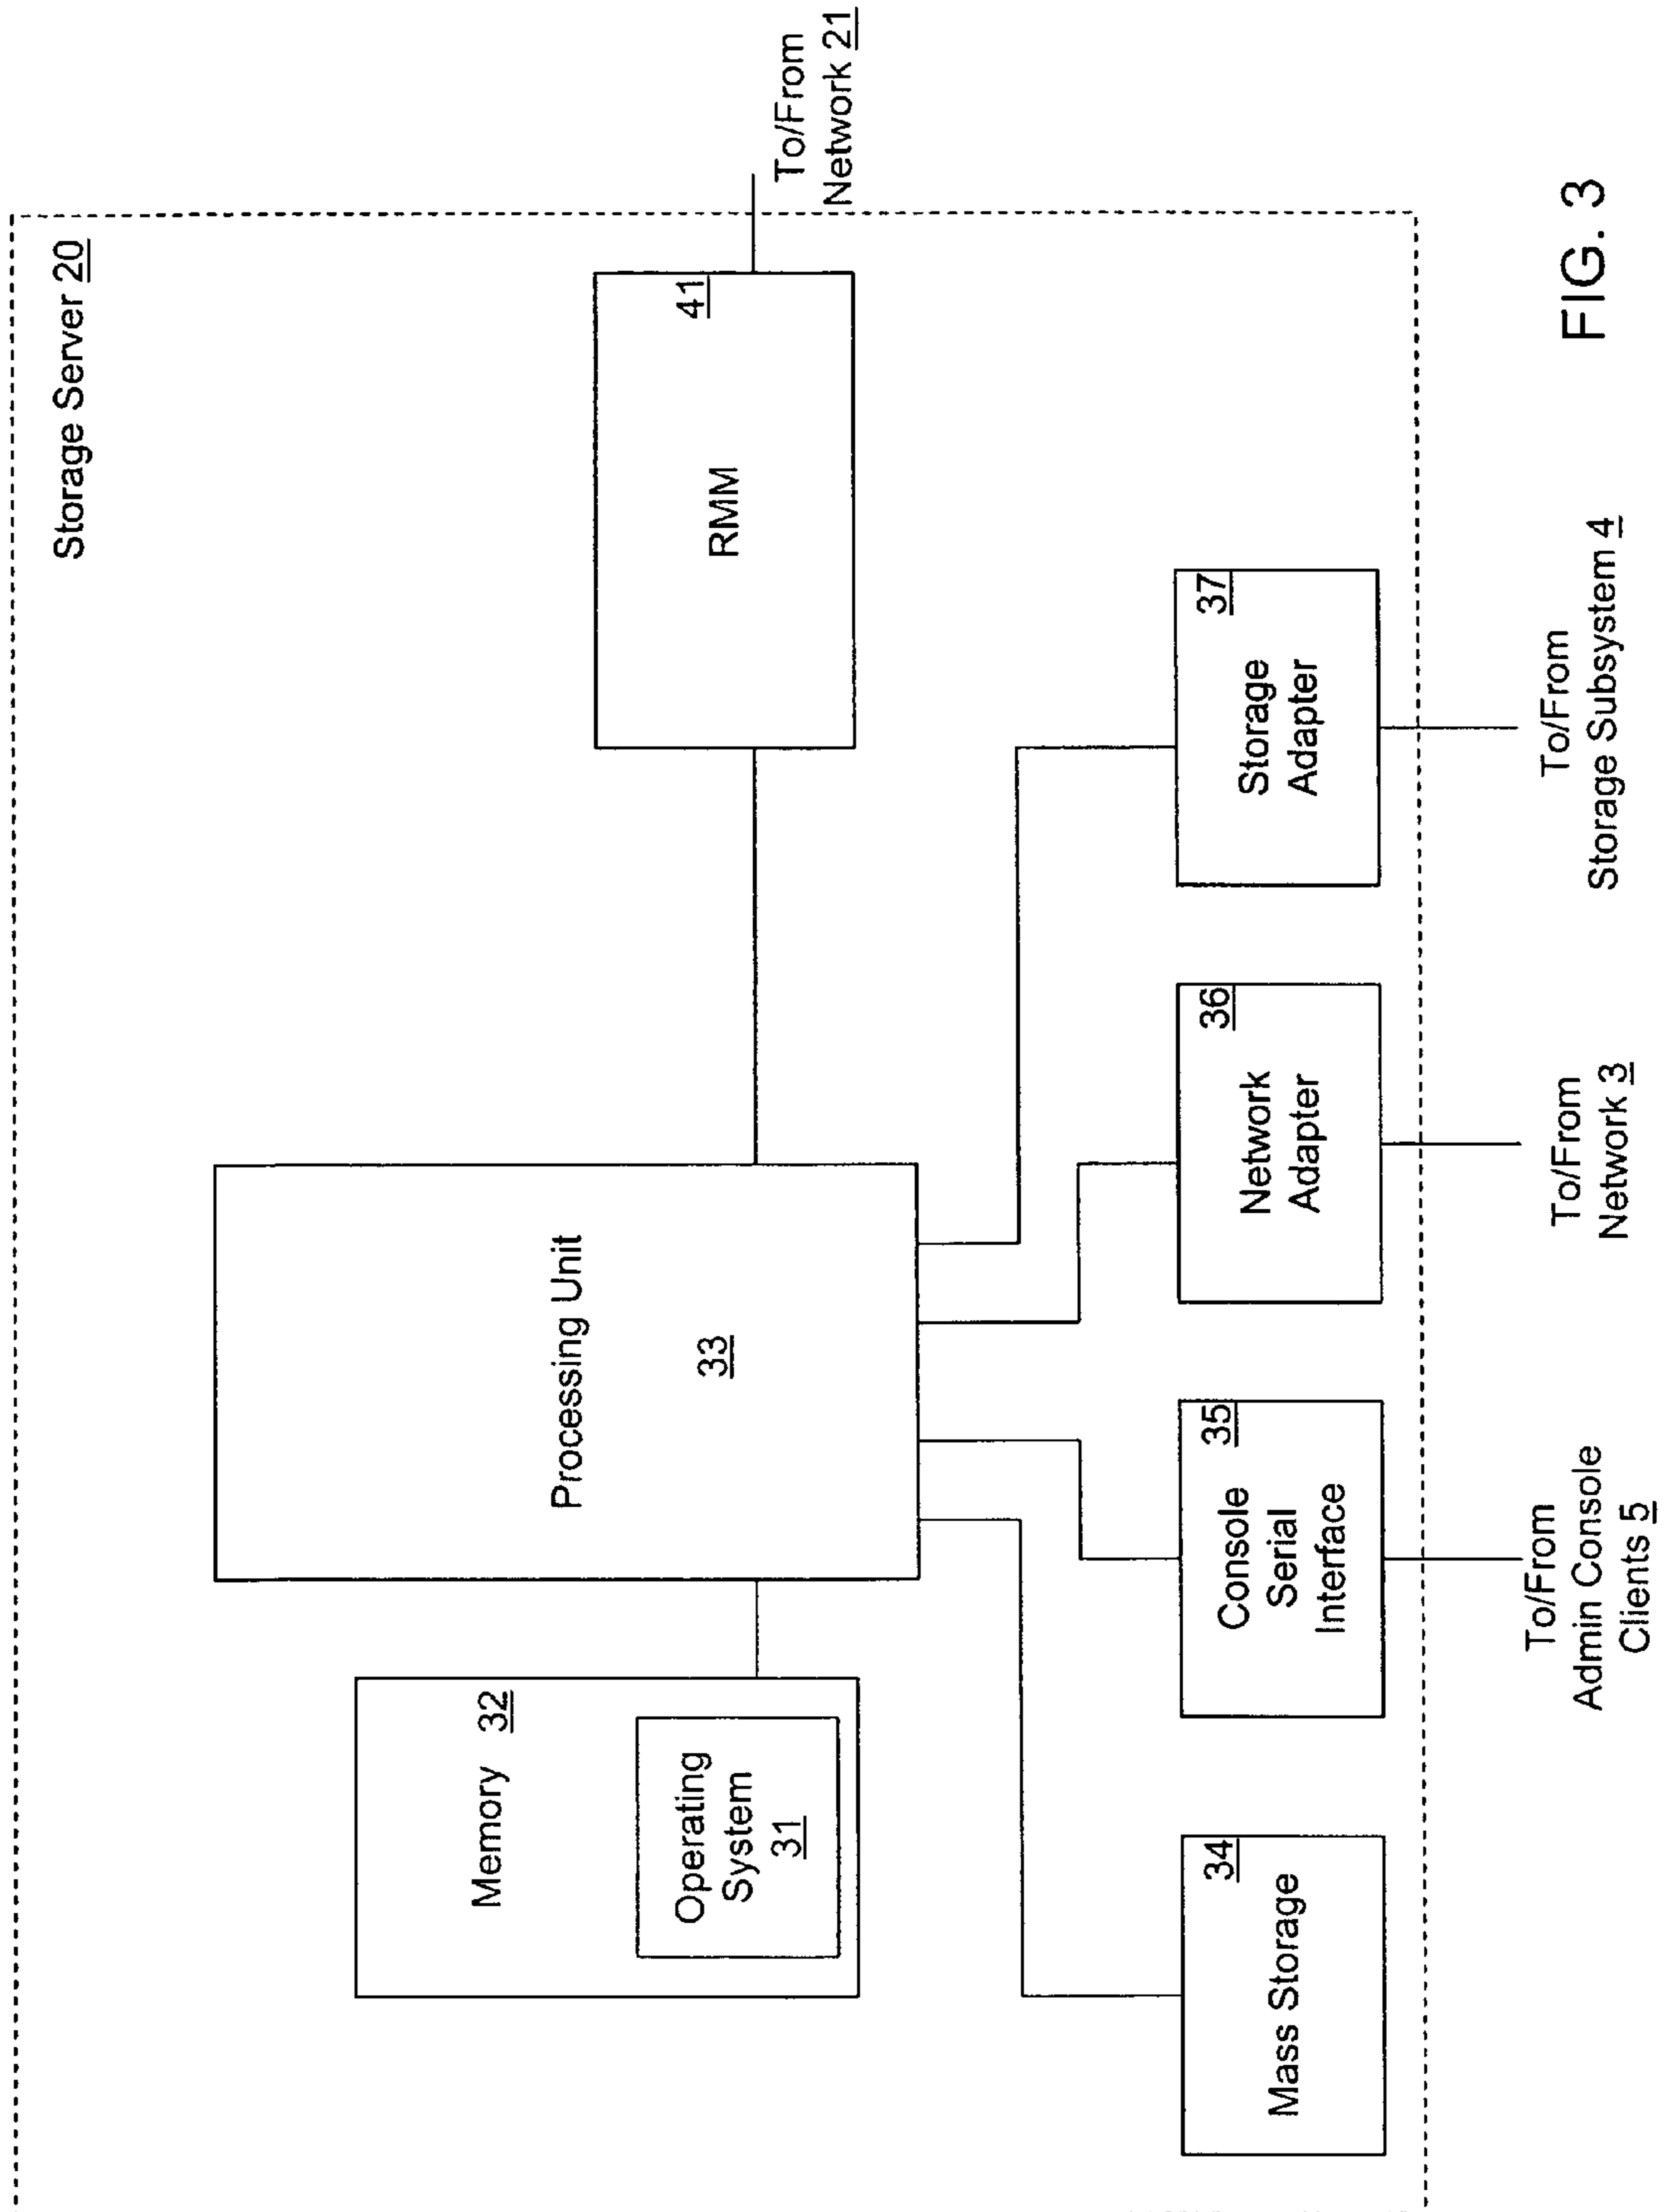 Storage Server 20
Memory 32
Operating
System
31
Processing Unit
33
RMM
41
To/From
Network 21
Mass Storage
34
Console
Serial
Interface
35
Network
Adapter
36
Storage
Adapter
37
To/From
Admin Console
Clients 5
To/From
Network 3
To/From
Storage Subsystem 4
FIG. 3